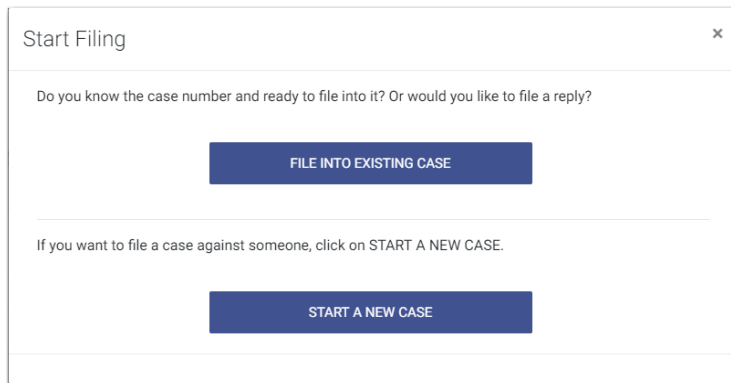 Start Filing
×
Do you know the case number and ready to file into it? Or would you like to file a reply?
FILE INTO EXISTING CASE
If you want to file a case against someone, click on START A NEW CASE.
START A NEW CASE